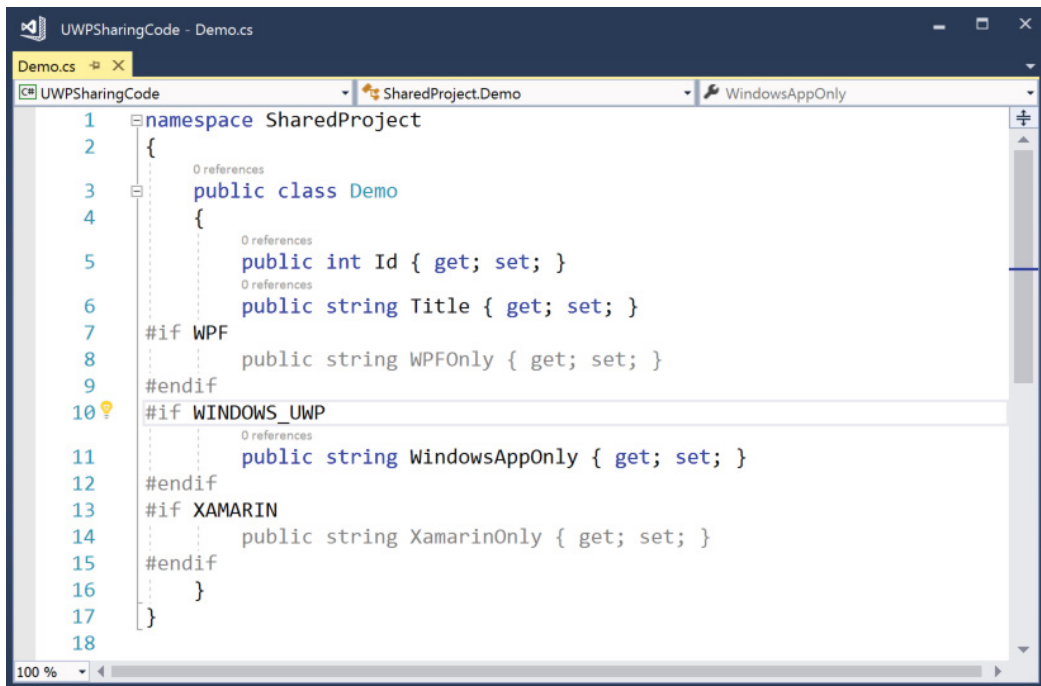 UWPSharingCode - Demo.cs
Demo.cs
C# UWPSharingCode SharedProject.Demo WindowsAppOnly
1 namespace SharedProject
2 {
0 references
3 public class Demo
4 {
0 references
5 public int Id { get; set; }
0 references
6 public string Title { get; set; }
7 #if WPF
8 public string WPFOnly { get; set; }
9 #endif
10 #if WINDOWS_UWP
0 references
11 public string WindowsAppOnly { get; set; }
12 #endif
13 #if XAMARIN
14 public string XamarinOnly { get; set; }
15 #endif
16 }
17 }
18
100 %